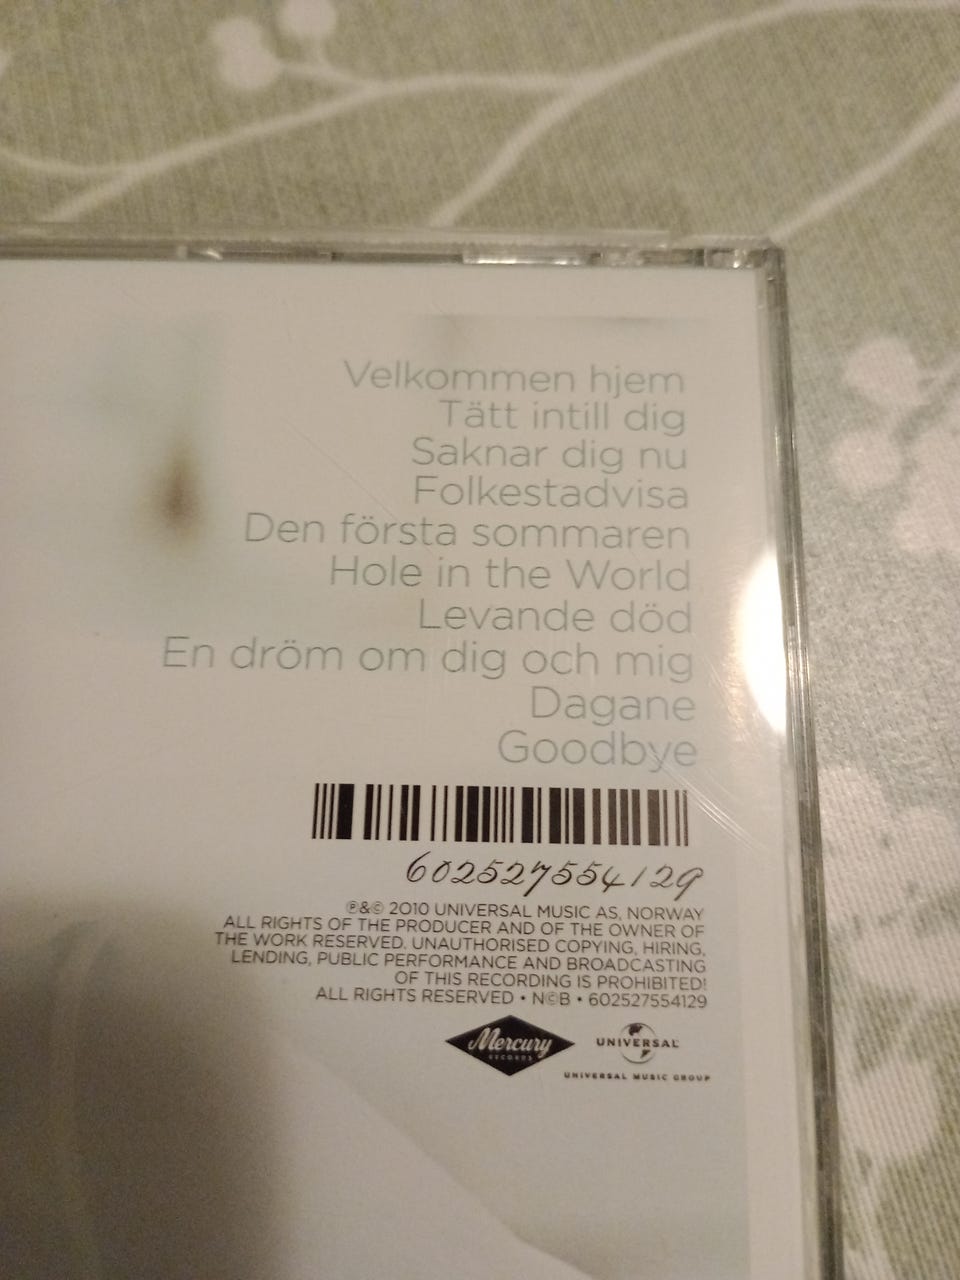 Velkommen hjem
Tätt intill dig
Saknar dig nu
Folkestadvisa
Den första sommaren
Hole in the World
Levande död
En dröm om dig och mig
Dagane
Goodbye
602527554129
℗&© 2010 UNIVERSAL MUSIC AS, NORWAY
ALL RIGHTS OF THE PRODUCER AND OF THE OWNER OF
THE WORK RESERVED. UNAUTHORISED COPYING, HIRING,
LENDING, PUBLIC PERFORMANCE AND BROADCASTING
OF THIS RECORDING IS PROHIBITED!
ALL RIGHTS RESERVED • N©B • 602527554129
Mercury
RECORDS
UNIVERSAL
UNIVERSAL MUSIC GROUP